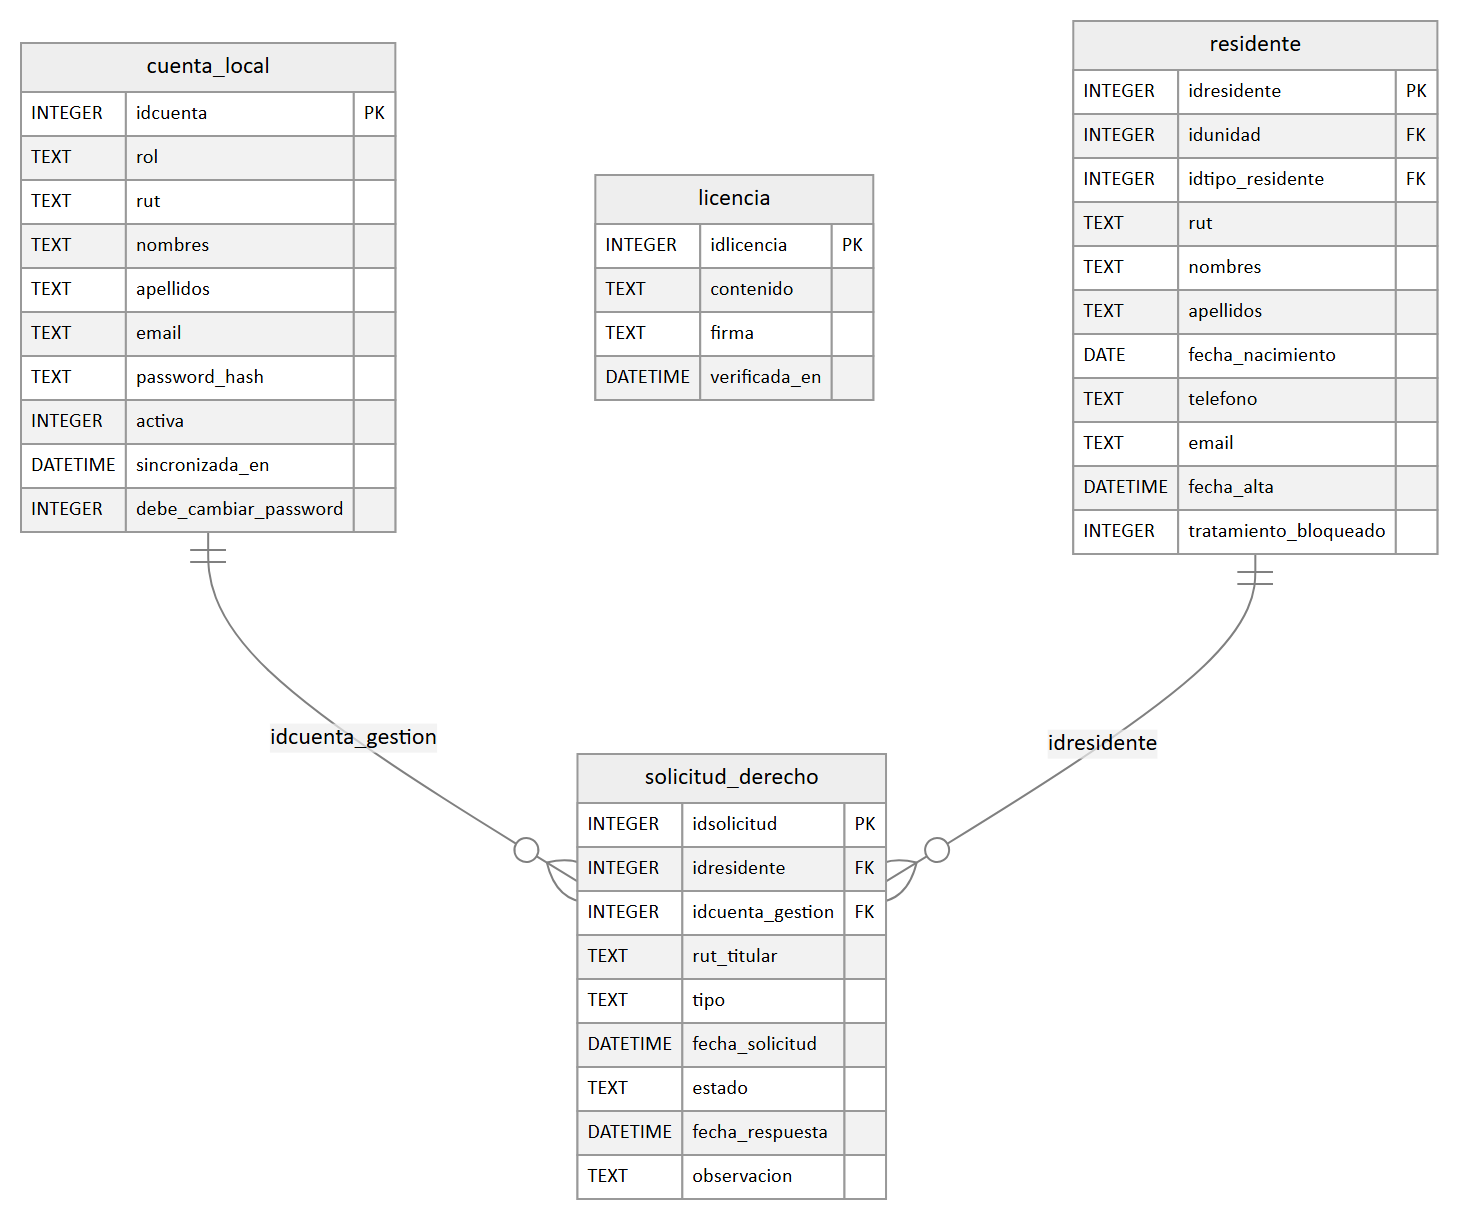 cuenta_local
INTEGER idcuenta PK
TEXT rol
TEXT rut
TEXT nombres
TEXT apellidos
TEXT email
TEXT password_hash
INTEGER activa
DATETIME sincronizada_en
INTEGER debe_cambiar_password
licencia
INTEGER idlicencia PK
TEXT contenido
TEXT firma
DATETIME verificada_en
residente
INTEGER idresidente PK
INTEGER idunidad FK
INTEGER idtipo_residente FK
TEXT rut
TEXT nombres
TEXT apellidos
DATE fecha_nacimiento
TEXT telefono
TEXT email
DATETIME fecha_alta
INTEGER tratamiento_bloqueado
idcuenta_gestion
idresidente
solicitud_derecho
INTEGER idsolicitud PK
INTEGER idresidente FK
INTEGER idcuenta_gestion FK
TEXT rut_titular
TEXT tipo
DATETIME fecha_solicitud
TEXT estado
DATETIME fecha_respuesta
TEXT observacion